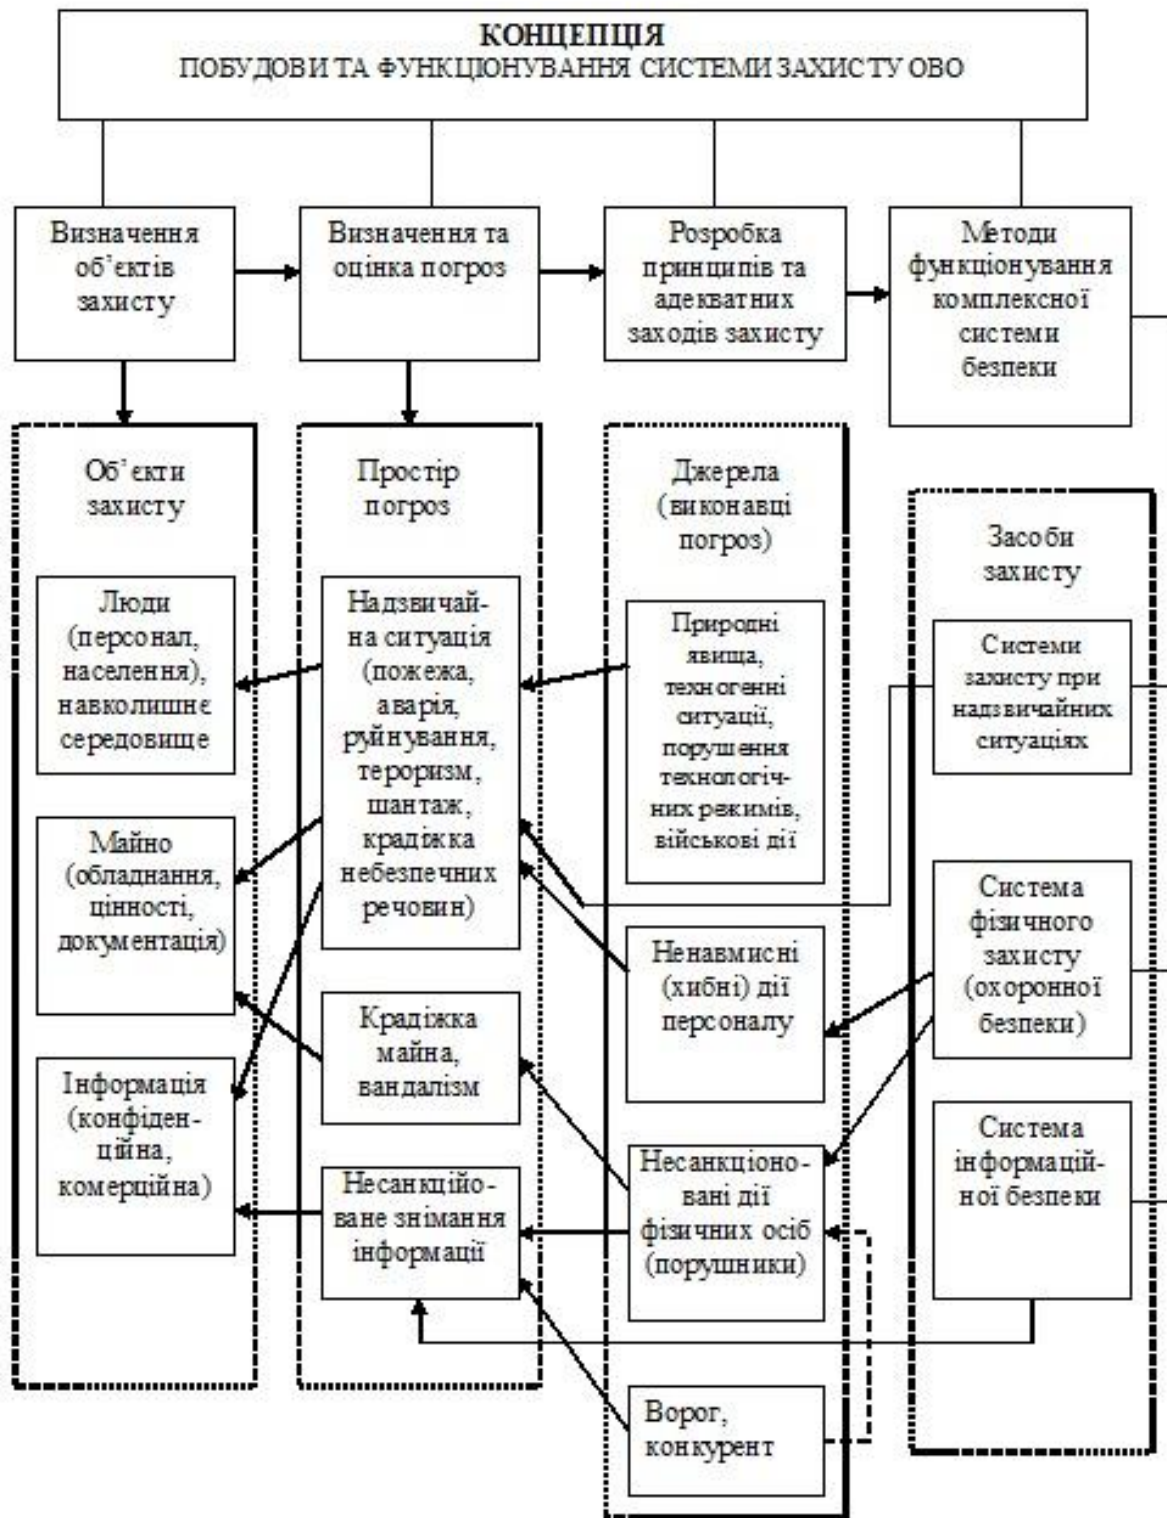 КОНЦЕПЦІЯ
ПОБУДОВИ ТА ФУНКЦІОНУВАННЯ СИСТЕМИ ЗАХИСТУ ОВО
Визначення
об’єктів
захисту
Визначення та
оцінка погроз
Розробка
принципів та
адекватних
заходів захисту
Методи
функціонування
комплексної
системи
безпеки
Об’єкти
захисту
Люди
(персонал,
населення),
навколишнє
середовище
Майно
(обладнання,
цінності,
документація)
Інформація
(конфіден-
ційна,
комерційна)
Простір
погроз
Надзвичай-
на ситуація
(пожежа,
аварія,
руйнування,
тероризм,
шантаж,
крадіжка
небезпечних
речовин)
Крадіжка
майна,
вандалізм
Несанкційо-
ване знімання
інформації
Джерела
(виконавці
погроз)
Природні
явища,
техногенні
ситуації,
порушення
технологіч-
них режимів,
військові дії
Ненавмисні
(хибні) дії
персоналу
Несанкціоно-
вані дії
фізичних осіб
(порушники)
Ворог,
конкурент
Засоби
захисту
Системи
захисту при
надзвичайних
ситуаціях
Система
фізичного
захисту
(охоронної
безпеки)
Система
інформацій-
ної безпеки